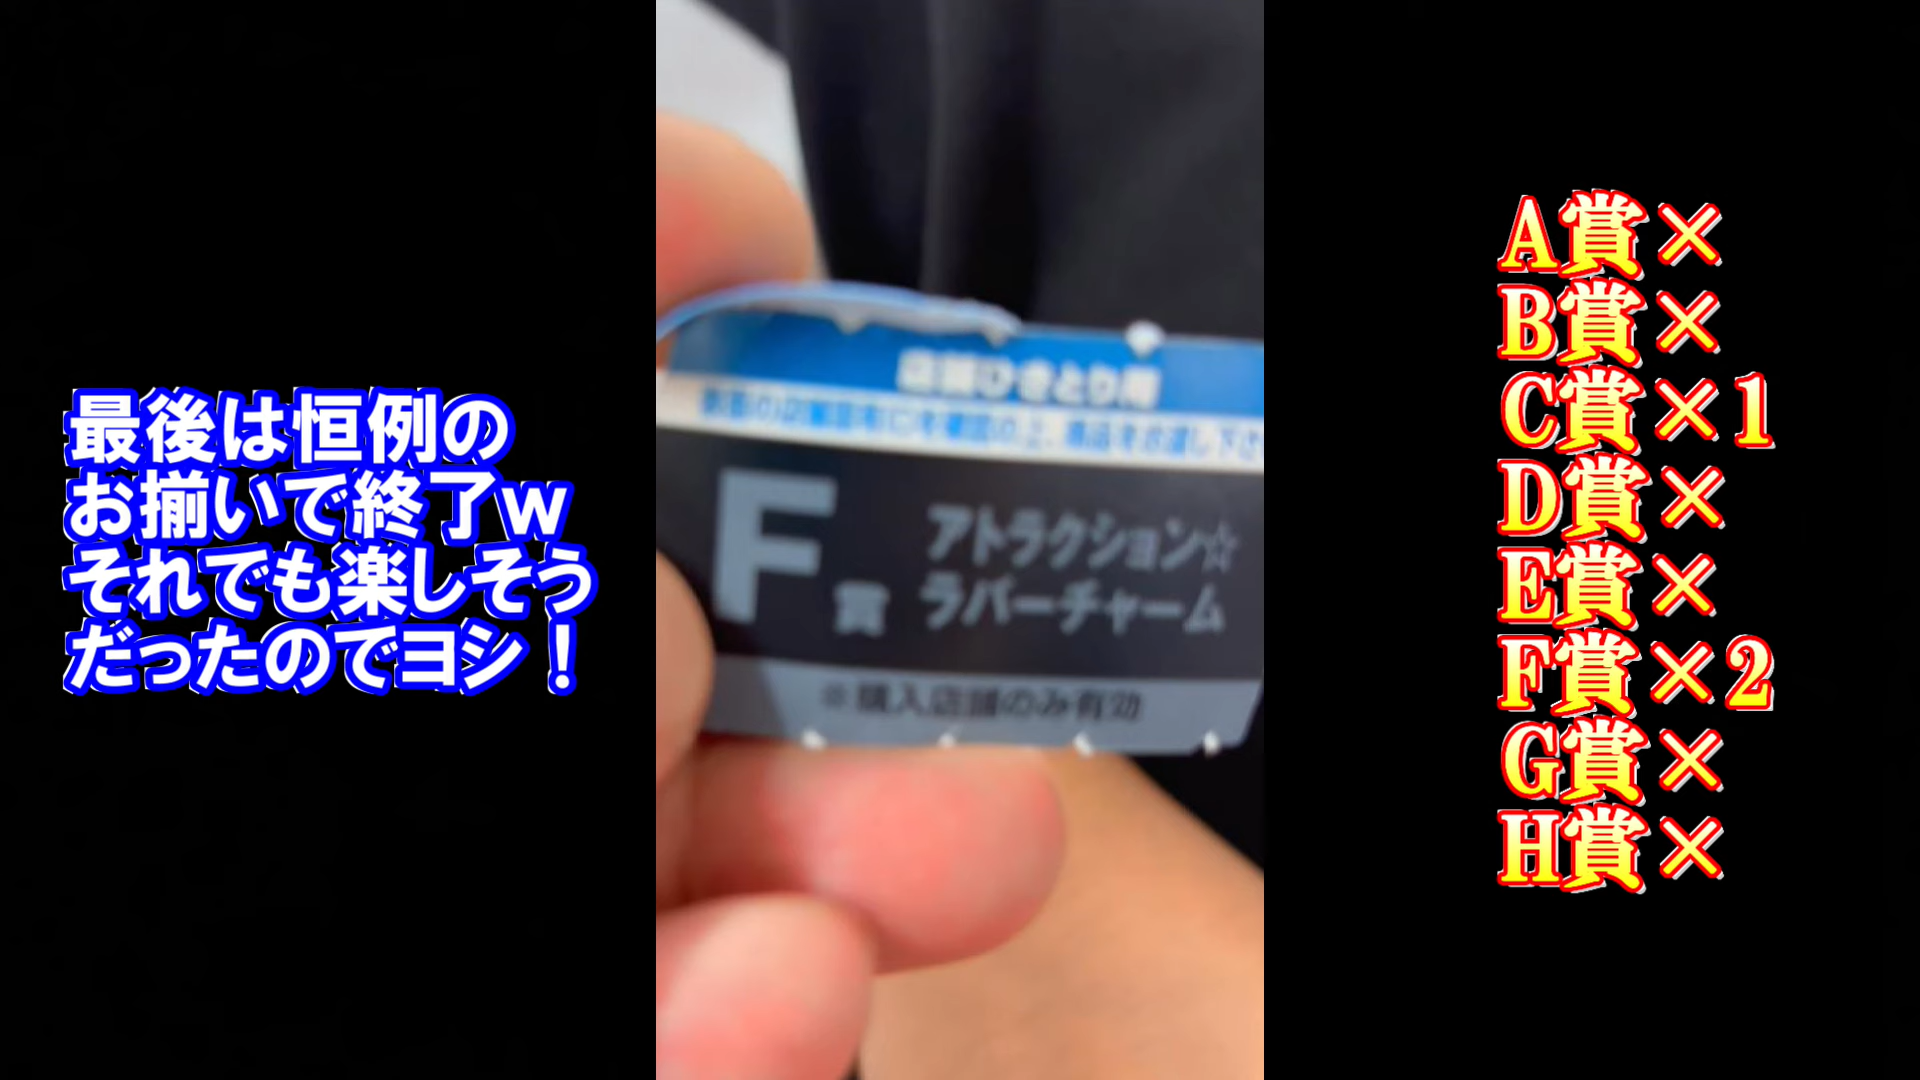 最後は恒例の
お揃いで終了w
それでも楽しそう
だったのでヨシ！
店舗ひきとり用
F賞
アトラクション☆
ラバーチャーム
※購入店舗のみ有効
A賞×
B賞×
C賞×1
D賞×
E賞×
F賞×2
G賞×
H賞×